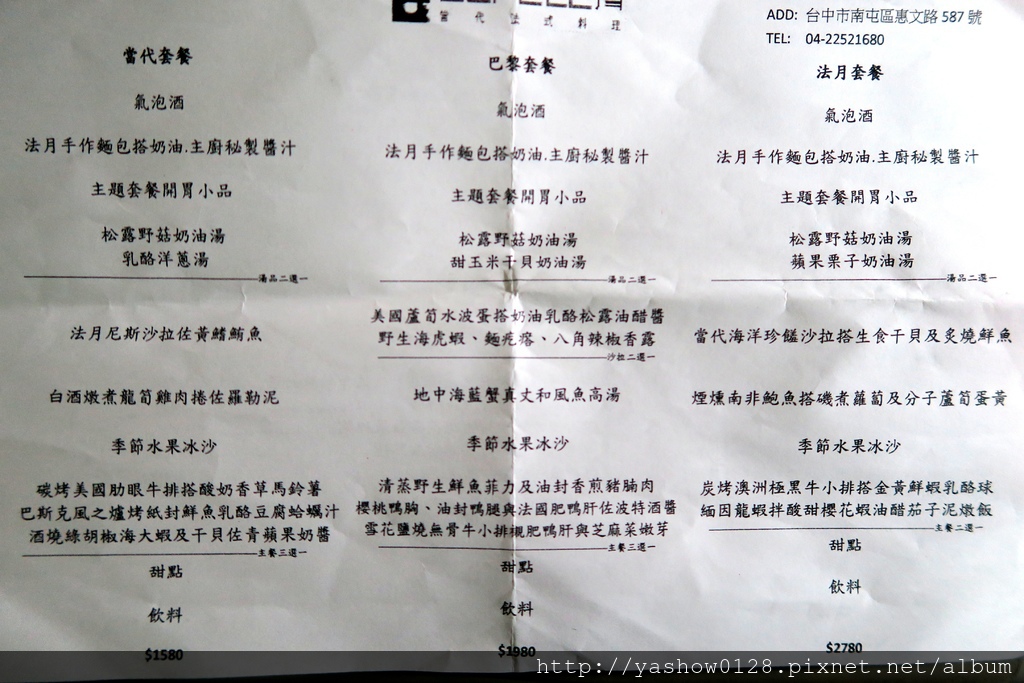 當代法式料理
ADD: 台中市南屯區惠文路 587 號
TEL: 04-22521680
當代套餐
氣泡酒
法月手作麵包搭奶油.主廚秘製醬汁
主題套餐開胃小品
松露野菇奶油湯
乳酪洋蔥湯
湯品二選一
法月尼斯沙拉佐黃鰭鮪魚
白酒燉煮龍筍雞肉捲佐羅勒泥
季節水果冰沙
碳烤美國肋眼牛排搭酸奶香草馬鈴薯
巴斯克風之爐烤紙封鮮魚乳酪豆腐蛤蠣汁
酒燒綠胡椒海大蝦及干貝佐青蘋果奶醬
主餐三選一
甜點
飲料
$1580
巴黎套餐
氣泡酒
法月手作麵包搭奶油.主廚秘製醬汁
主題套餐開胃小品
松露野菇奶油湯
甜玉米干貝奶油湯
湯品二選一
美國蘆筍水波蛋搭奶油乳酪松露油醋醬
野生海虎蝦、麵疙瘩、八角辣椒香露
沙拉二選一
地中海藍蟹真丈和風魚高湯
季節水果冰沙
清蒸野生鮮魚菲力及油封香煎豬腩肉
櫻桃鴨胸、油封鴨腿與法國肥鴨肝佐波特酒醬
雪花鹽燒無骨牛小排襯肥鴨肝與芝麻菜嫩芽
主餐三選一
甜點
飲料
$1980
法月套餐
氣泡酒
法月手作麵包搭奶油.主廚秘製醬汁
主題套餐開胃小品
松露野菇奶油湯
蘋果栗子奶油湯
湯品二選一
當代海洋珍饈沙拉搭生食干貝及炙燒鮮魚
煙燻南非鮑魚搭磯煮蘿蔔及分子蘆筍蛋黃
季節水果冰沙
炭烤澳洲極黑牛小排搭金黃鮮蝦乳酪球
緬因龍蝦拌酸甜櫻花蝦油醋茄子泥燉飯
主餐二選一
甜點
飲料
$2780
http://yashow0128.pixnet.net/album